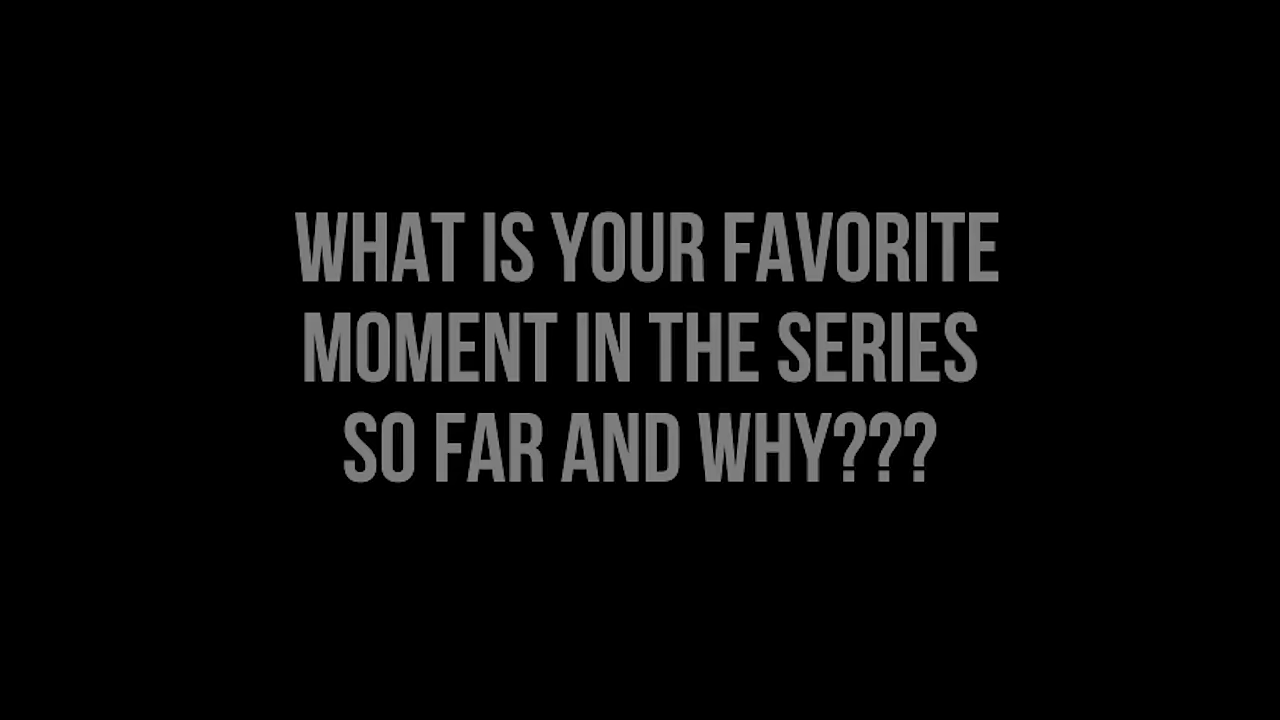 WHAT IS YOUR FAVORITE
MOMENT IN THE SERIES
SO FAR AND WHY???